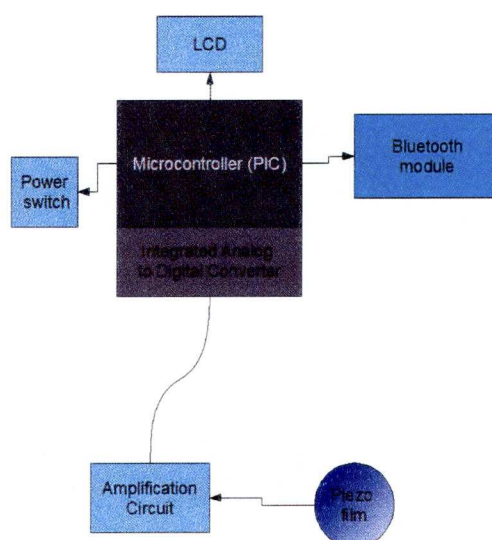 LCD
Microcontroller (PIC)
Bluetooth
module
Power
switch
Integrated Analog
to Digital Converter
Amplification
Circuit
Piezo
film